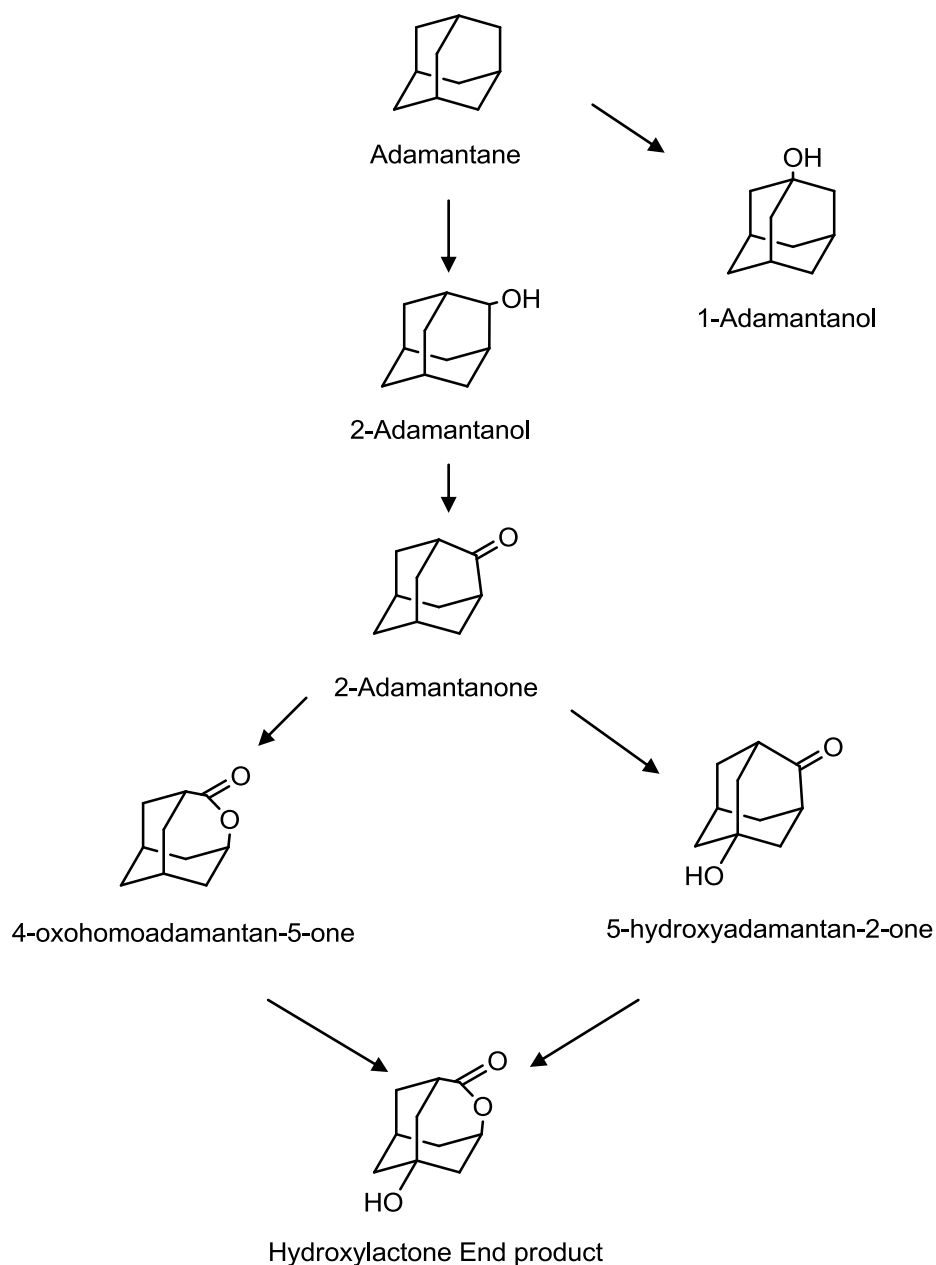 Adamantane
OH
1-Adamantanol
OH
2-Adamantanol
O
2-Adamantanone
O
O
4-oxohomoadamantan-5-one
O
HO
5-hydroxyadamantan-2-one
O
O
HO
Hydroxylactone End product